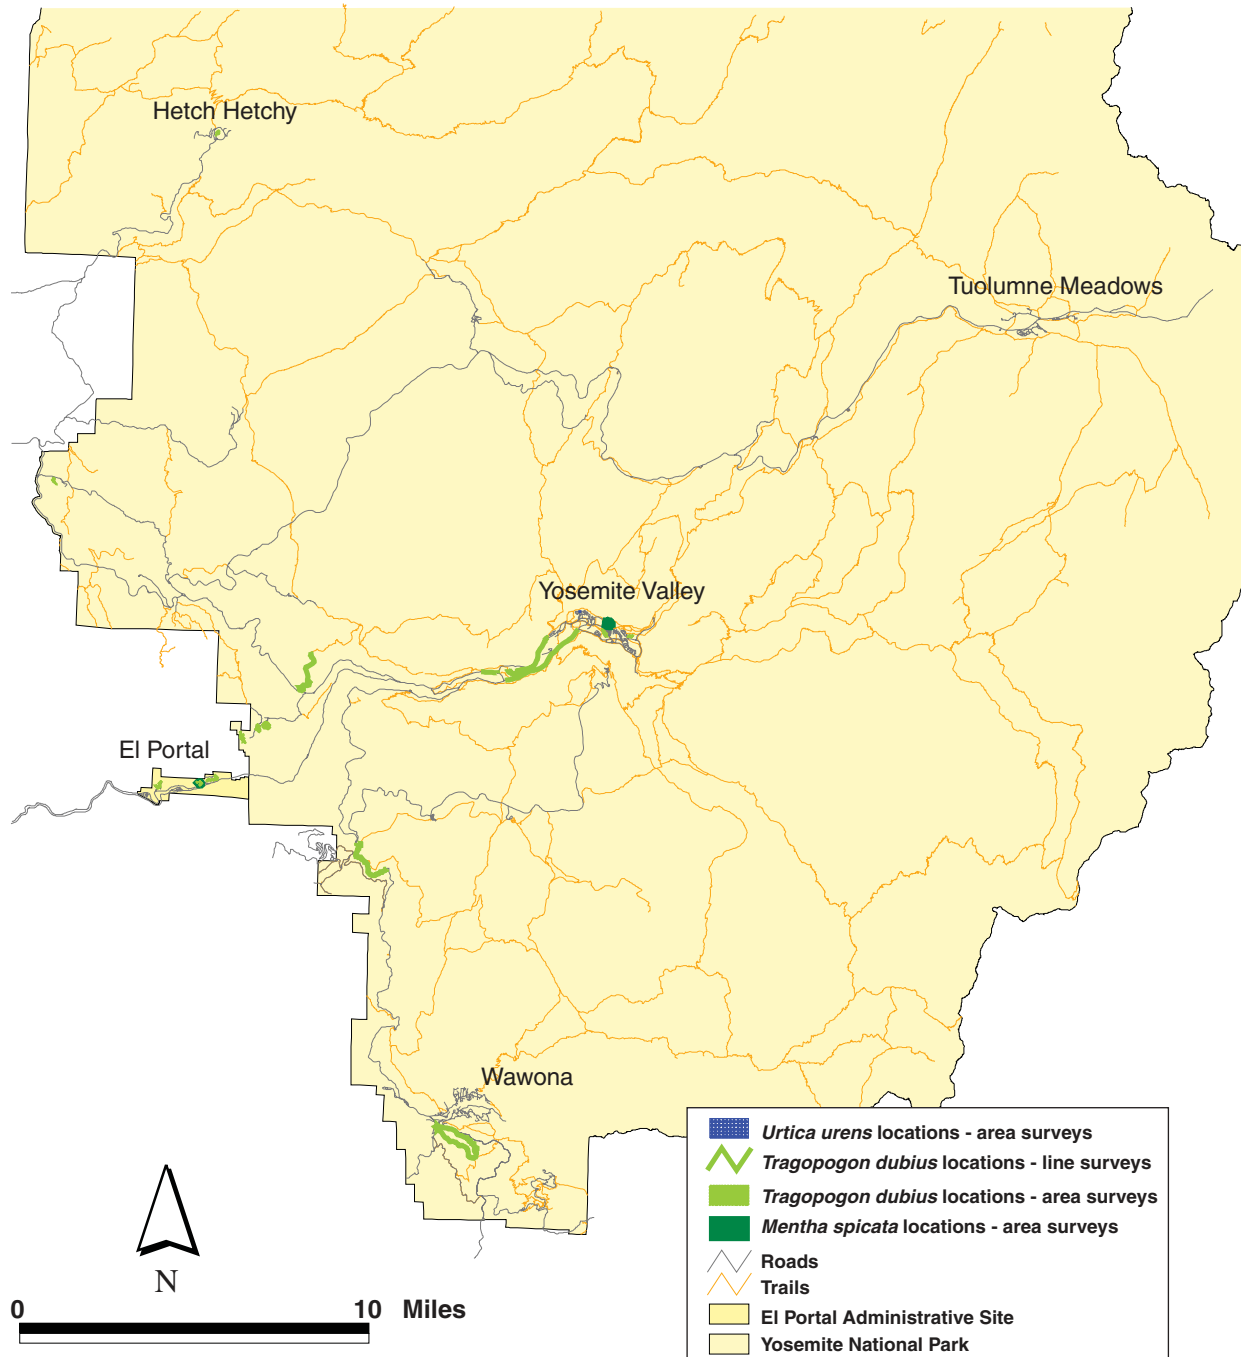 Hetch Hetchy
Tuolumne Meadows
Yosemite Valley
El Portal
Wawona
Urtica urens locations - area surveys
Tragopogon dubius locations - line surveys
Tragopogon dubius locations - area surveys
Mentha spicata locations - area surveys
Roads
Trails
El Portal Administrative Site
Yosemite National Park
N
0 10 Miles